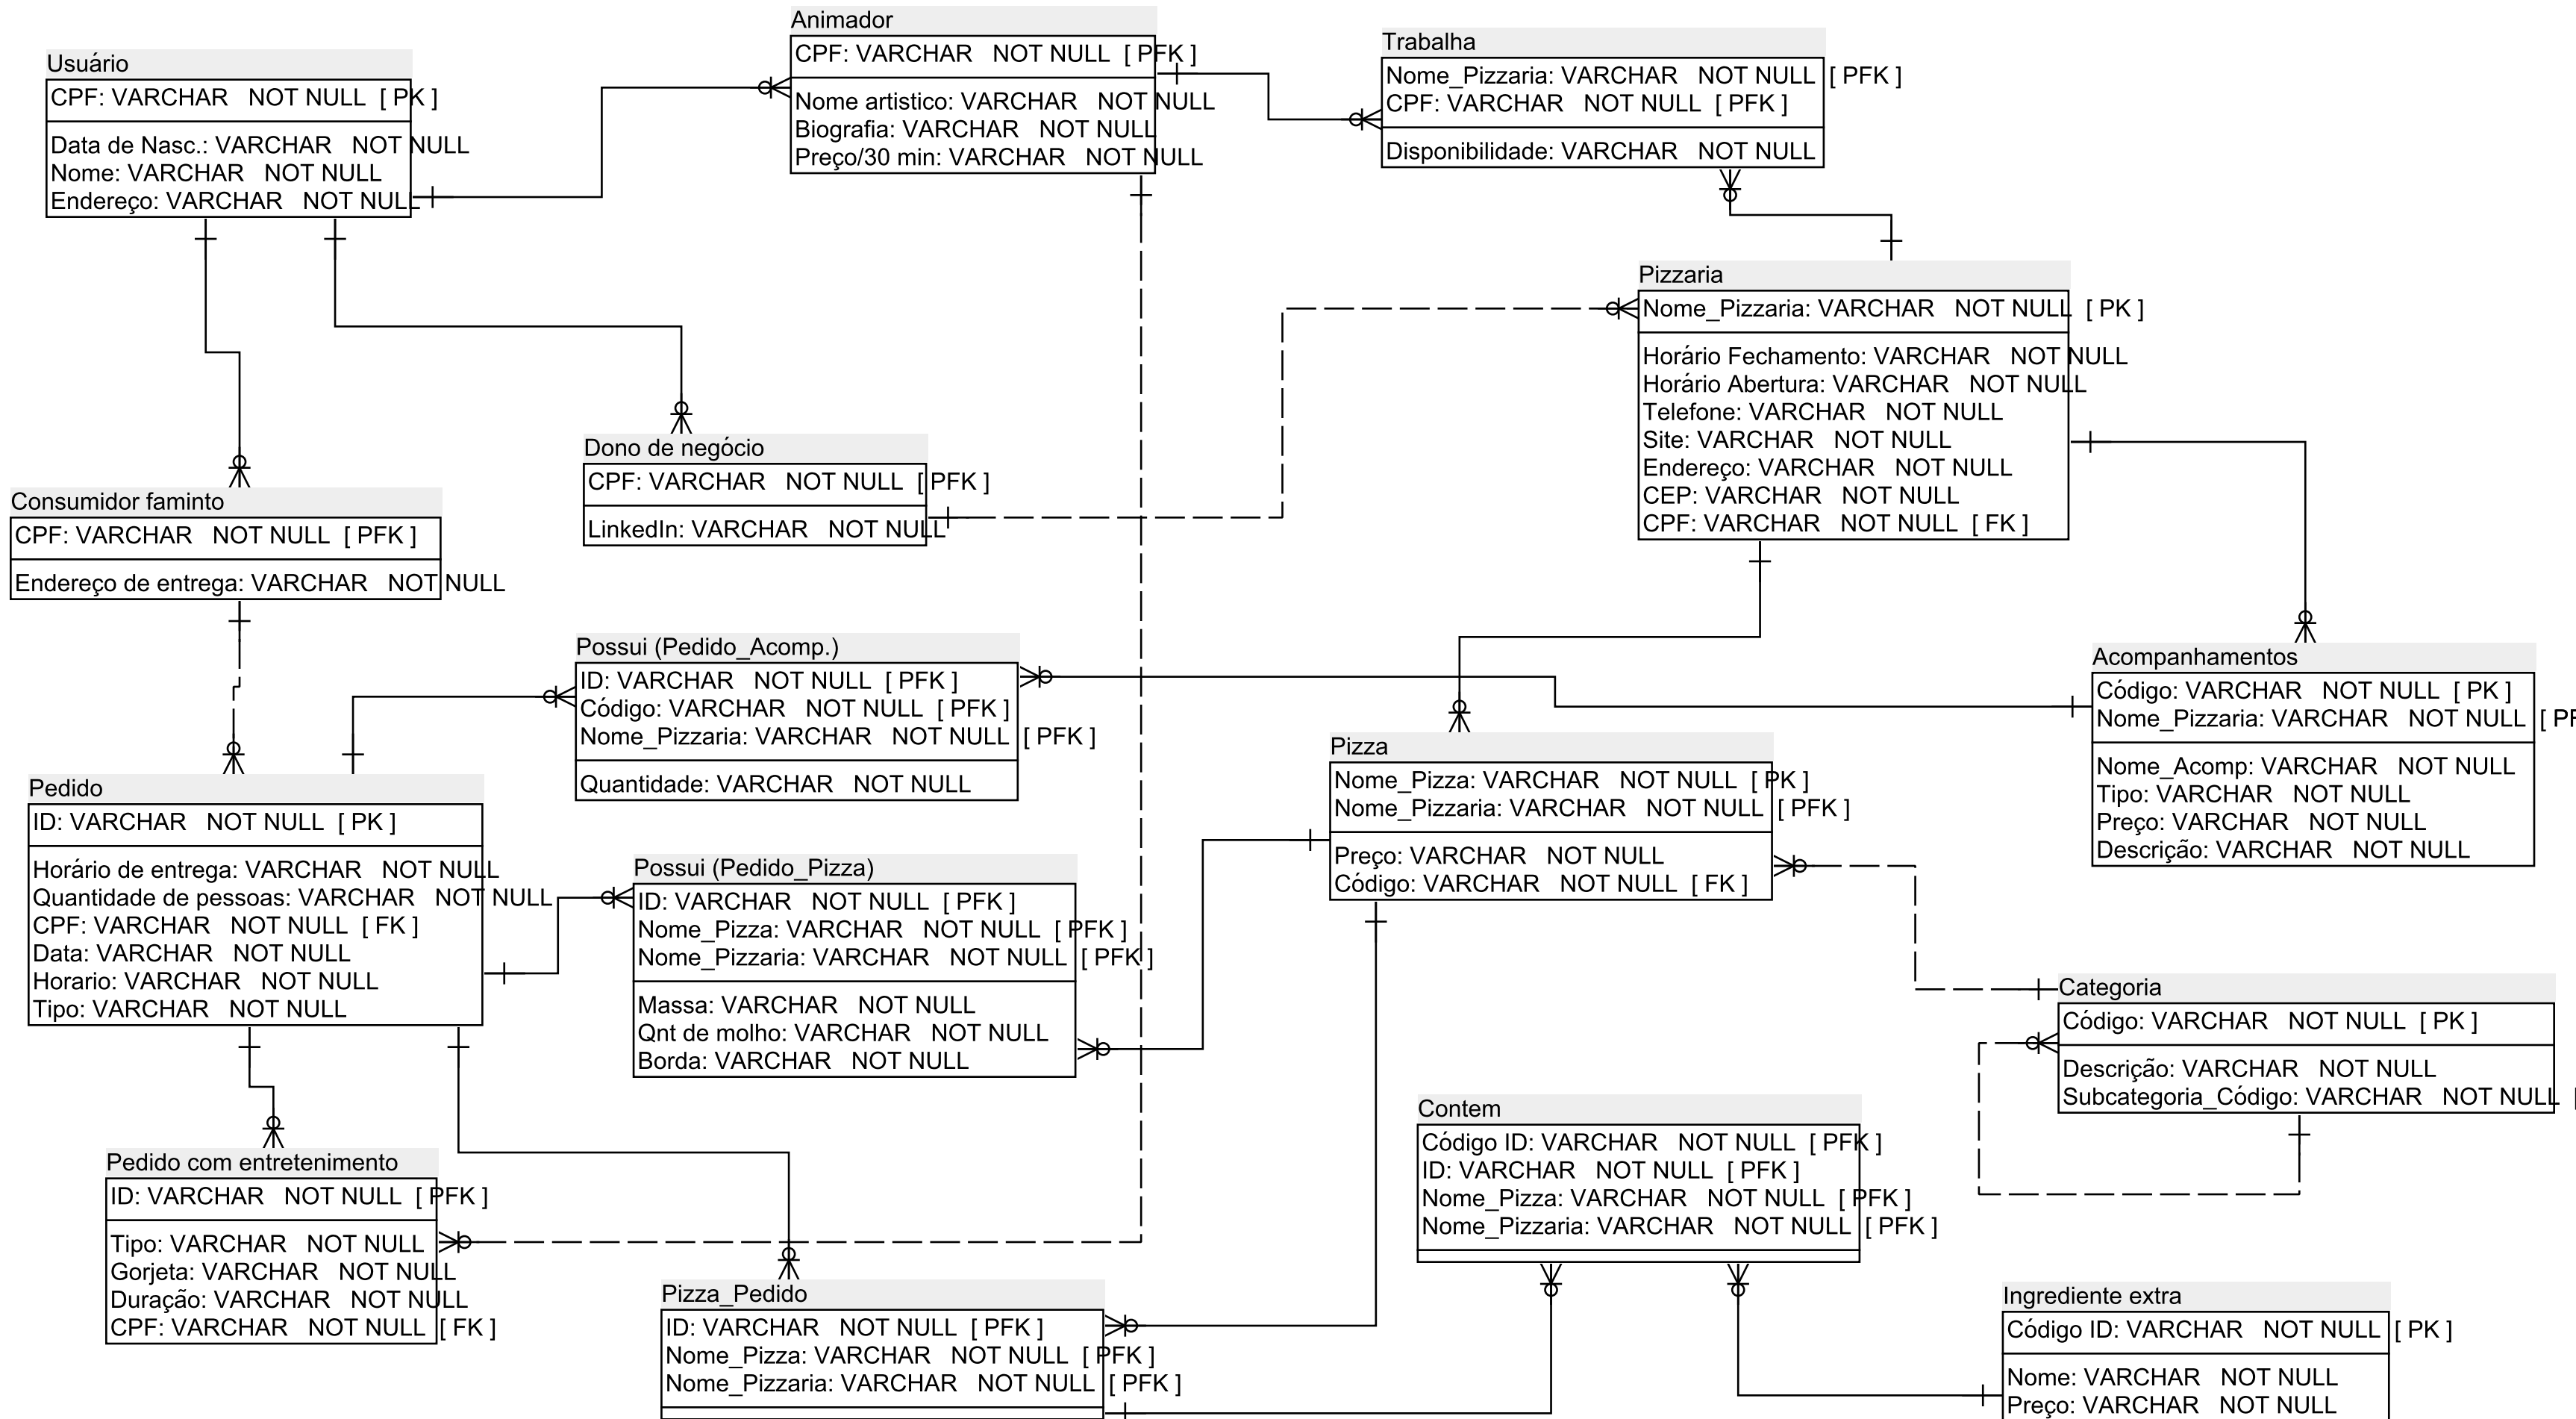 Usuário
CPF: VARCHAR NOT NULL [ PK ]
Data de Nasc.: VARCHAR NOT NULL
Nome: VARCHAR NOT NULL
Endereço: VARCHAR NOT NULL
Animador
CPF: VARCHAR NOT NULL [ PFK ]
Nome artistico: VARCHAR NOT NULL
Biografia: VARCHAR NOT NULL
Preço/30 min: VARCHAR NOT NULL
Trabalha
Nome_Pizzaria: VARCHAR NOT NULL [ PFK ]
CPF: VARCHAR NOT NULL [ PFK ]
Disponibilidade: VARCHAR NOT NULL
Pizzaria
Nome_Pizzaria: VARCHAR NOT NULL [ PK ]
Horário Fechamento: VARCHAR NOT NULL
Horário Abertura: VARCHAR NOT NULL
Telefone: VARCHAR NOT NULL
Site: VARCHAR NOT NULL
Endereço: VARCHAR NOT NULL
CEP: VARCHAR NOT NULL
CPF: VARCHAR NOT NULL [ FK ]
Dono de negócio
CPF: VARCHAR NOT NULL [ PFK ]
LinkedIn: VARCHAR NOT NULL
Consumidor faminto
CPF: VARCHAR NOT NULL [ PFK ]
Endereço de entrega: VARCHAR NOT NULL
Possui (Pedido_Acomp.)
ID: VARCHAR NOT NULL [ PFK ]
Código: VARCHAR NOT NULL [ PFK ]
Nome_Pizzaria: VARCHAR NOT NULL [ PFK ]
Quantidade: VARCHAR NOT NULL
Acompanhamentos
Código: VARCHAR NOT NULL [ PK ]
Nome_Pizzaria: VARCHAR NOT NULL [ PF
Nome_Acomp: VARCHAR NOT NULL
Tipo: VARCHAR NOT NULL
Preço: VARCHAR NOT NULL
Descrição: VARCHAR NOT NULL
Pizza
Nome_Pizza: VARCHAR NOT NULL [ PK ]
Nome_Pizzaria: VARCHAR NOT NULL [ PFK ]
Preço: VARCHAR NOT NULL
Código: VARCHAR NOT NULL [ FK ]
Pedido
ID: VARCHAR NOT NULL [ PK ]
Horário de entrega: VARCHAR NOT NULL
Quantidade de pessoas: VARCHAR NOT NULL
CPF: VARCHAR NOT NULL [ FK ]
Data: VARCHAR NOT NULL
Horario: VARCHAR NOT NULL
Tipo: VARCHAR NOT NULL
Possui (Pedido_Pizza)
ID: VARCHAR NOT NULL [ PFK ]
Nome_Pizza: VARCHAR NOT NULL [ PFK ]
Nome_Pizzaria: VARCHAR NOT NULL [ PFK ]
Massa: VARCHAR NOT NULL
Qnt de molho: VARCHAR NOT NULL
Borda: VARCHAR NOT NULL
Categoria
Código: VARCHAR NOT NULL [ PK ]
Descrição: VARCHAR NOT NULL
Subcategoria_Código: VARCHAR NOT NULL [
Contem
Código ID: VARCHAR NOT NULL [ PFK ]
ID: VARCHAR NOT NULL [ PFK ]
Nome_Pizza: VARCHAR NOT NULL [ PFK ]
Nome_Pizzaria: VARCHAR NOT NULL [ PFK ]
Pedido com entretenimento
ID: VARCHAR NOT NULL [ PFK ]
Tipo: VARCHAR NOT NULL
Gorjeta: VARCHAR NOT NULL
Duração: VARCHAR NOT NULL
CPF: VARCHAR NOT NULL [ FK ]
Pizza_Pedido
ID: VARCHAR NOT NULL [ PFK ]
Nome_Pizza: VARCHAR NOT NULL [ PFK ]
Nome_Pizzaria: VARCHAR NOT NULL [ PFK ]
Ingrediente extra
Código ID: VARCHAR NOT NULL [ PK ]
Nome: VARCHAR NOT NULL
Preço: VARCHAR NOT NULL